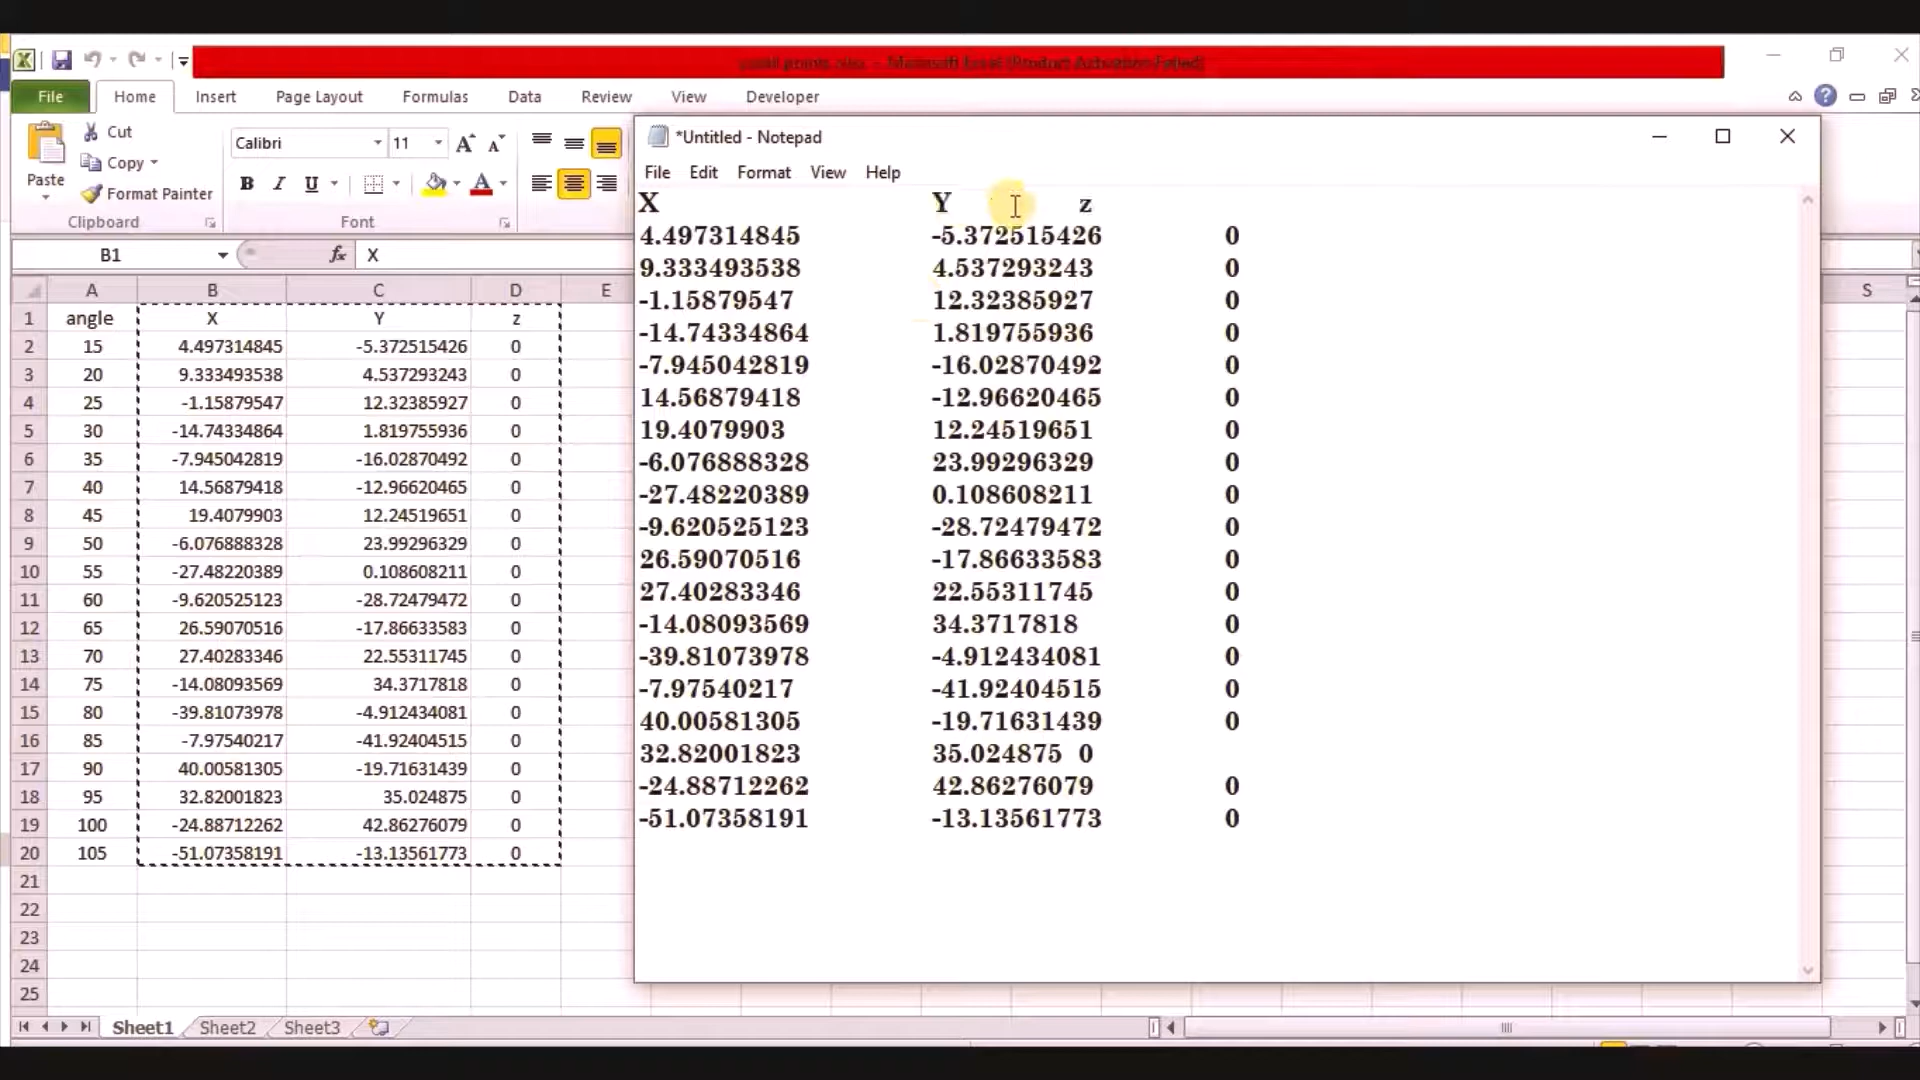 spirall points.xlsx - Microsoft Excel (Product Activation Failed)
File Home Insert Page Layout Formulas Data Review View Developer
Paste
Cut
Copy
Format Painter
Clipboard
Calibri 11
B I U
Font
B1 fx X
A B C D E S
1 angle X Y z
2 15 4.497314845 -5.372515426 0
3 20 9.333493538 4.537293243 0
4 25 -1.15879547 12.32385927 0
5 30 -14.74334864 1.819755936 0
6 35 -7.945042819 -16.02870492 0
7 40 14.56879418 -12.96620465 0
8 45 19.4079903 12.24519651 0
9 50 -6.076888328 23.99296329 0
10 55 -27.48220389 0.108608211 0
11 60 -9.620525123 -28.72479472 0
12 65 26.59070516 -17.86633583 0
13 70 27.40283346 22.55311745 0
14 75 -14.08093569 34.3717818 0
15 80 -39.81073978 -4.912434081 0
16 85 -7.97540217 -41.92404515 0
17 90 40.00581305 -19.71631439 0
18 95 32.82001823 35.024875 0
19 100 -24.88712262 42.86276079 0
20 105 -51.07358191 -13.13561773 0
21
22
23
24
25
Sheet1 Sheet2 Sheet3
*Untitled - Notepad
File Edit Format View Help
X Y z
4.497314845 -5.372515426 0
9.333493538 4.537293243 0
-1.15879547 12.32385927 0
-14.74334864 1.819755936 0
-7.945042819 -16.02870492 0
14.56879418 -12.96620465 0
19.4079903 12.24519651 0
-6.076888328 23.99296329 0
-27.48220389 0.108608211 0
-9.620525123 -28.72479472 0
26.59070516 -17.86633583 0
27.40283346 22.55311745 0
-14.08093569 34.3717818 0
-39.81073978 -4.912434081 0
-7.97540217 -41.92404515 0
40.00581305 -19.71631439 0
32.82001823 35.024875 0
-24.88712262 42.86276079 0
-51.07358191 -13.13561773 0